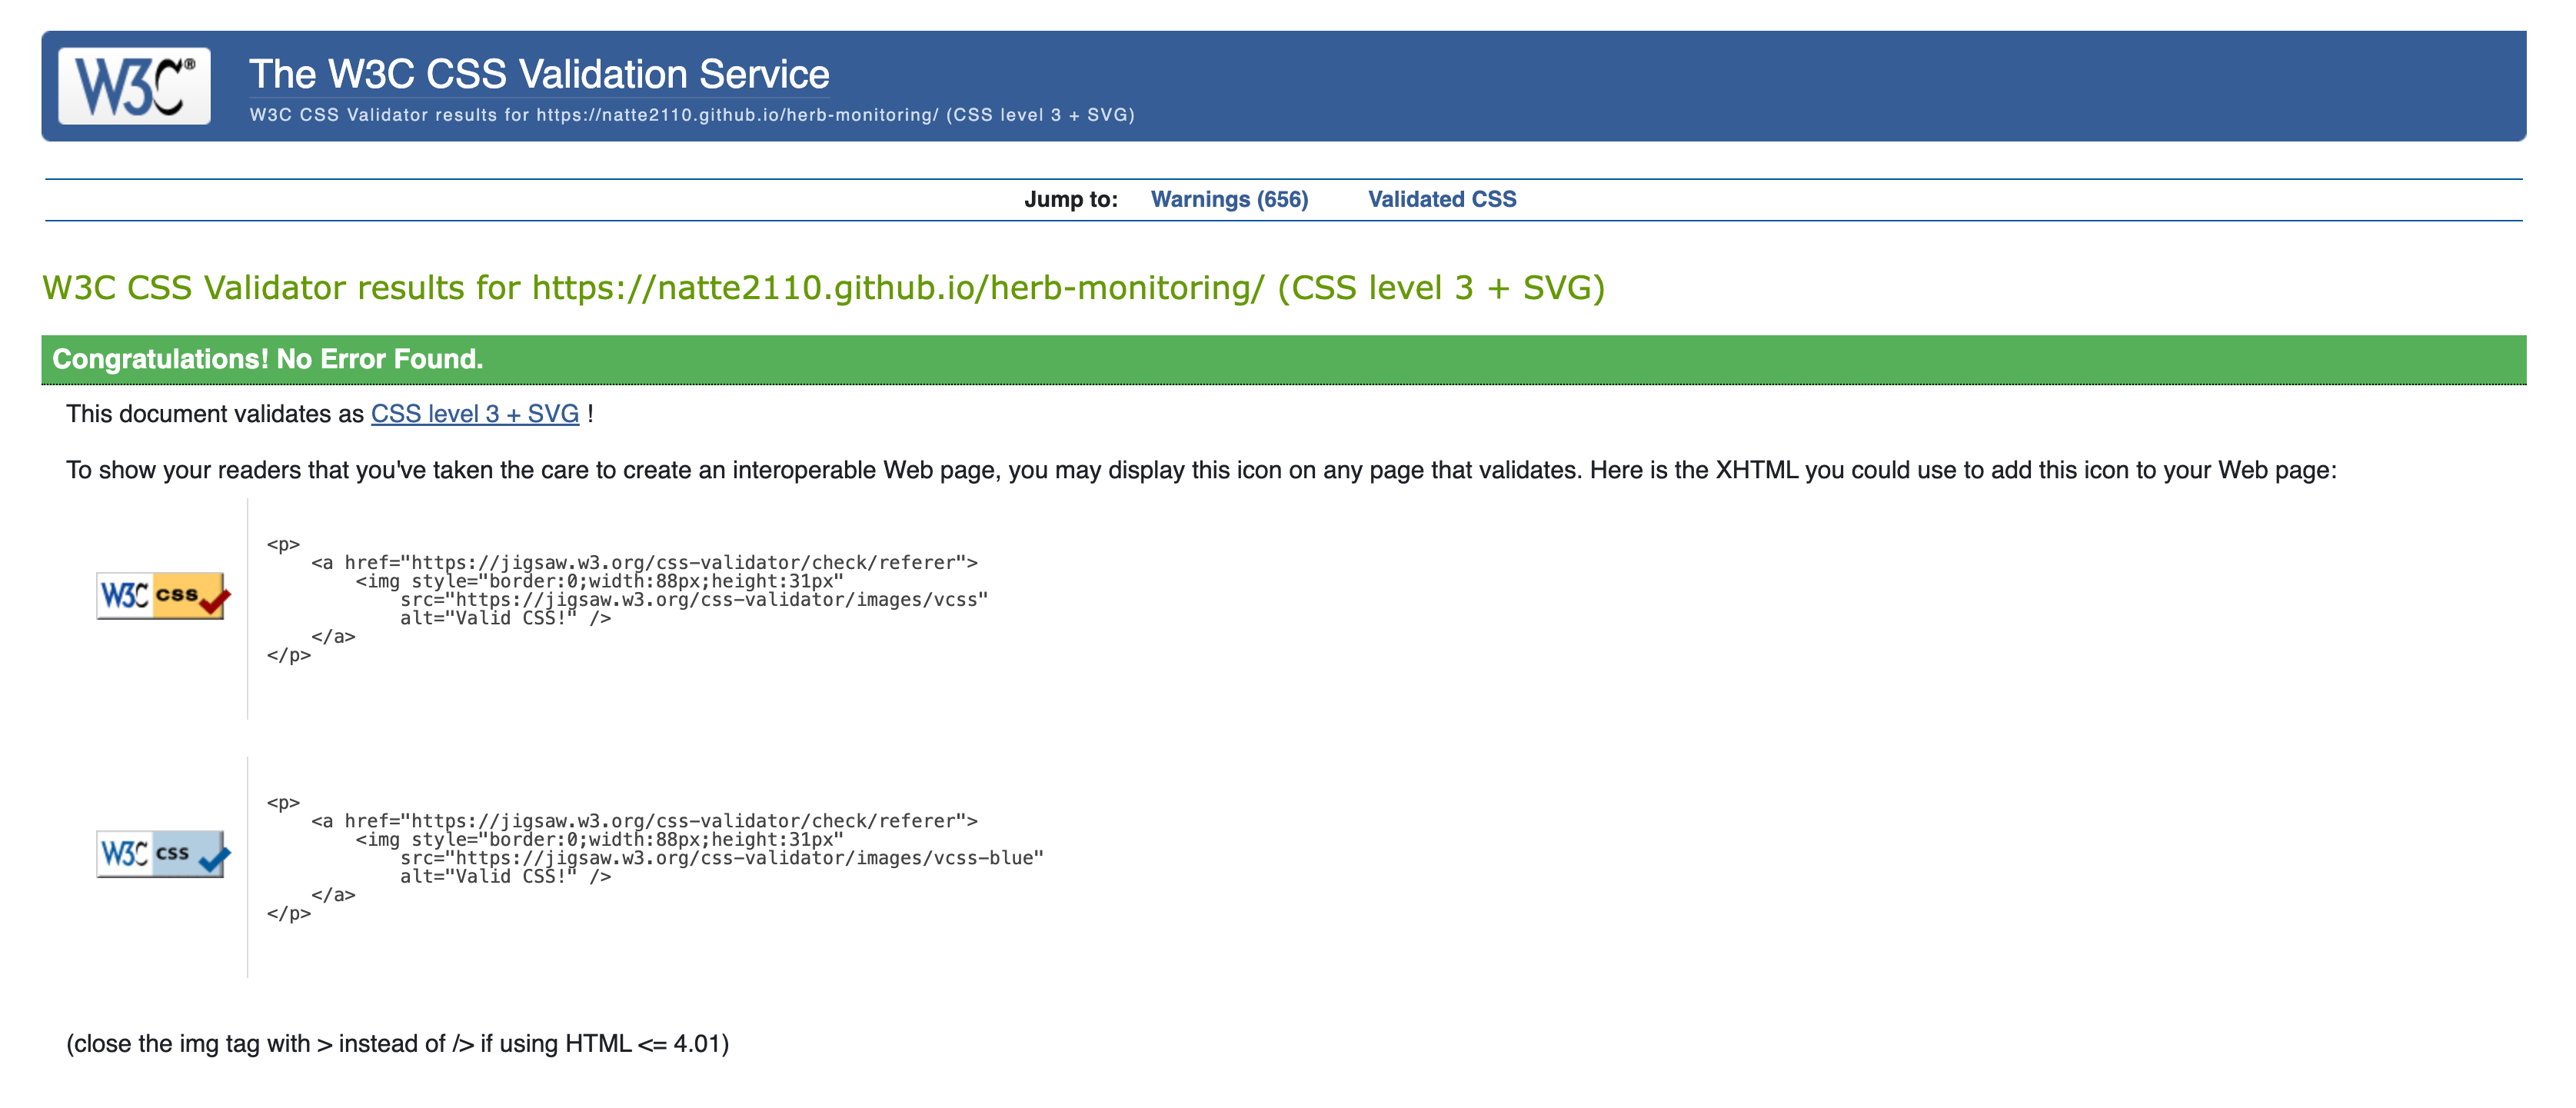 W3C®
The W3C CSS Validation Service
W3C CSS Validator results for https://natte2110.github.io/herb-monitoring/ (CSS level 3 + SVG)
Jump to: Warnings (656) Validated CSS
W3C CSS Validator results for https://natte2110.github.io/herb-monitoring/ (CSS level 3 + SVG)
Congratulations! No Error Found.
This document validates as CSS level 3 + SVG !
To show your readers that you've taken the care to create an interoperable Web page, you may display this icon on any page that validates. Here is the XHTML you could use to add this icon to your Web page:
W3C css
<p>
    <a href="https://jigsaw.w3.org/css-validator/check/referer">
        <img style="border:0;width:88px;height:31px"
            src="https://jigsaw.w3.org/css-validator/images/vcss"
            alt="Valid CSS!" />
    </a>
</p>
W3C css
<p>
    <a href="https://jigsaw.w3.org/css-validator/check/referer">
        <img style="border:0;width:88px;height:31px"
            src="https://jigsaw.w3.org/css-validator/images/vcss-blue"
            alt="Valid CSS!" />
    </a>
</p>
(close the img tag with > instead of /> if using HTML <= 4.01)